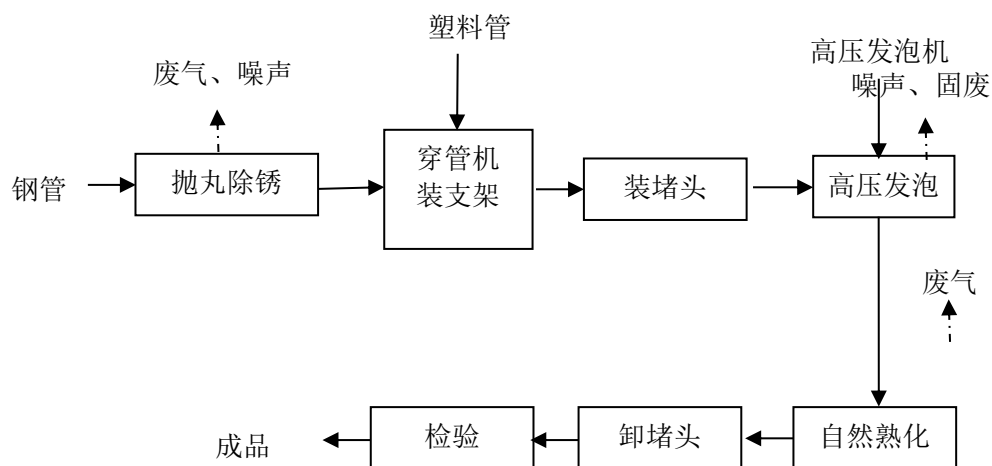 塑料管
高压发泡机
废气、噪声
噪声、固废
钢管
抛丸除锈
穿管机
装支架
装堵头
高压发泡
废气
成品
检验
卸堵头
自然熟化